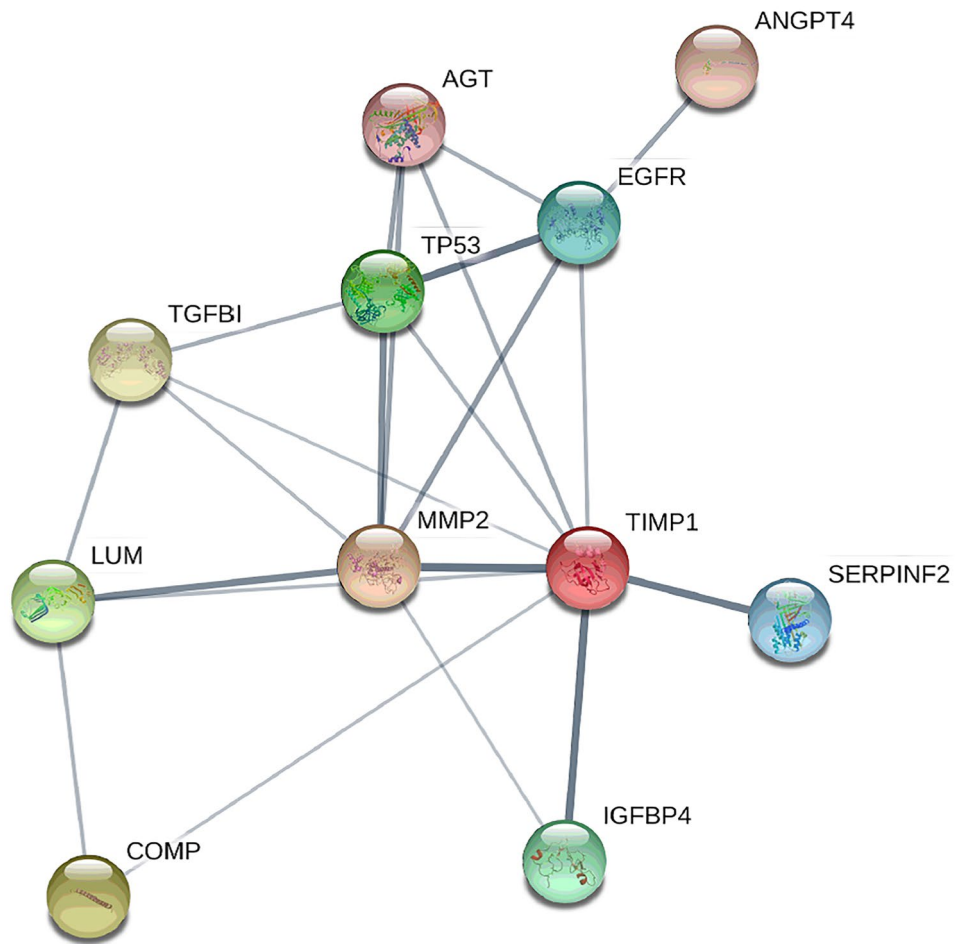 ANGPT4
AGT
EGFR
TP53
TGFBI
MMP2
TIMP1
LUM
SERPINF2
IGFBP4
COMP